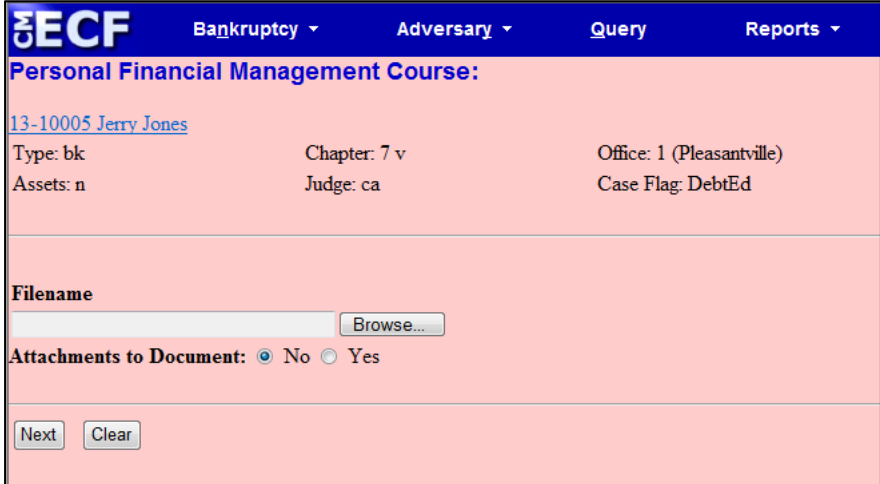 CM ECF Bankruptcy Adversary Query Reports
Personal Financial Management Course:
13-10005 Jerry Jones
Type: bk Chapter: 7 v Office: 1 (Pleasantville)
Assets: n Judge: ca Case Flag: DebtEd
Filename
Browse...
Attachments to Document: No Yes
Next Clear